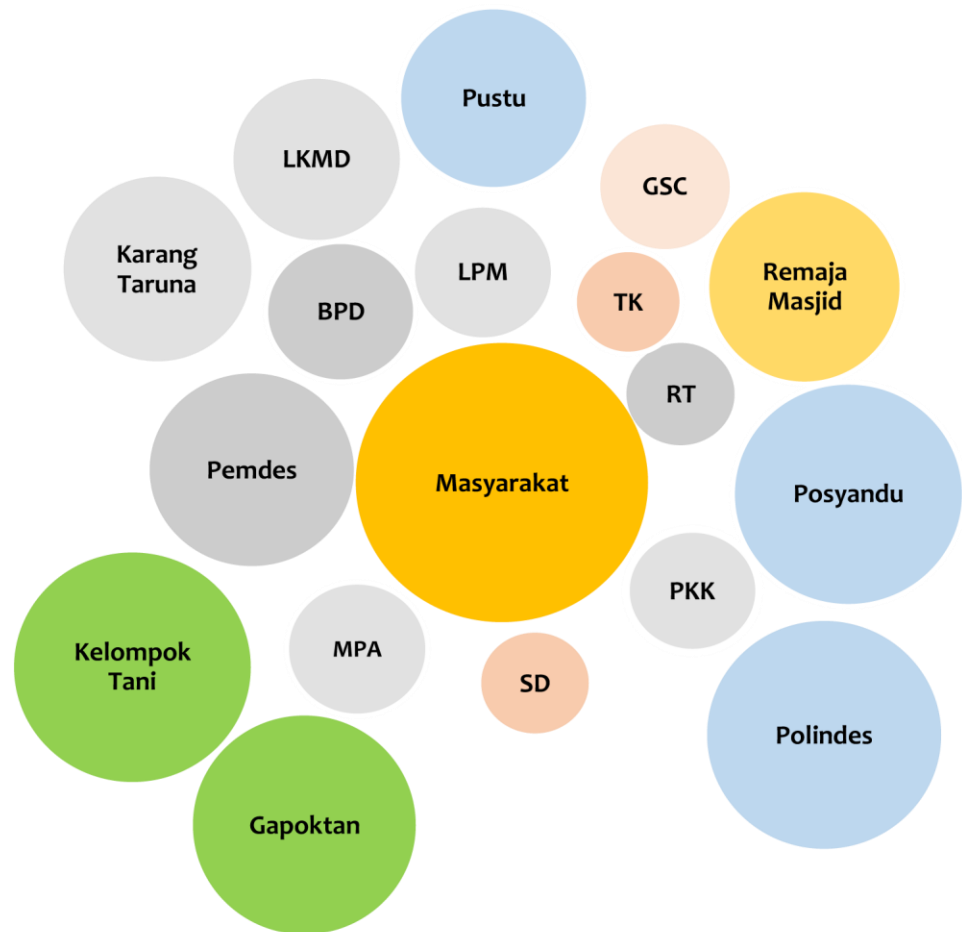 Pustu
LKMD
GSC
Karang
Taruna
LPM
Remaja
Masjid
BPD
TK
RT
Pemdes
Masyarakat
Posyandu
PKK
Kelompok
Tani
MPA
SD
Polindes
Gapoktan